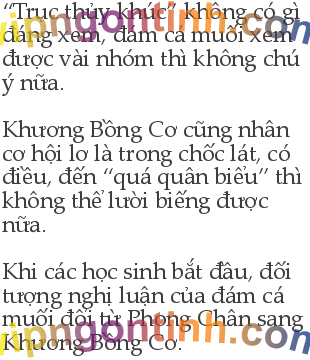 “Trục thủy khúc” không có gì
đáng xem, đám cá muối xem
được vài nhóm thì không chú
ý nữa.
Khương Bồng Cơ cũng nhân
cơ hội lơ là trong chốc lát, có
điều, đến “quá quân biểu” thì
không thể lười biếng được
nữa.
Khi các học sinh bắt đầu, đối
tượng nghị luận của đám cá
muối đổi từ Phong Chân sang
Khương Bồng Cơ.
vipngontinh.com
vipngontinh.com